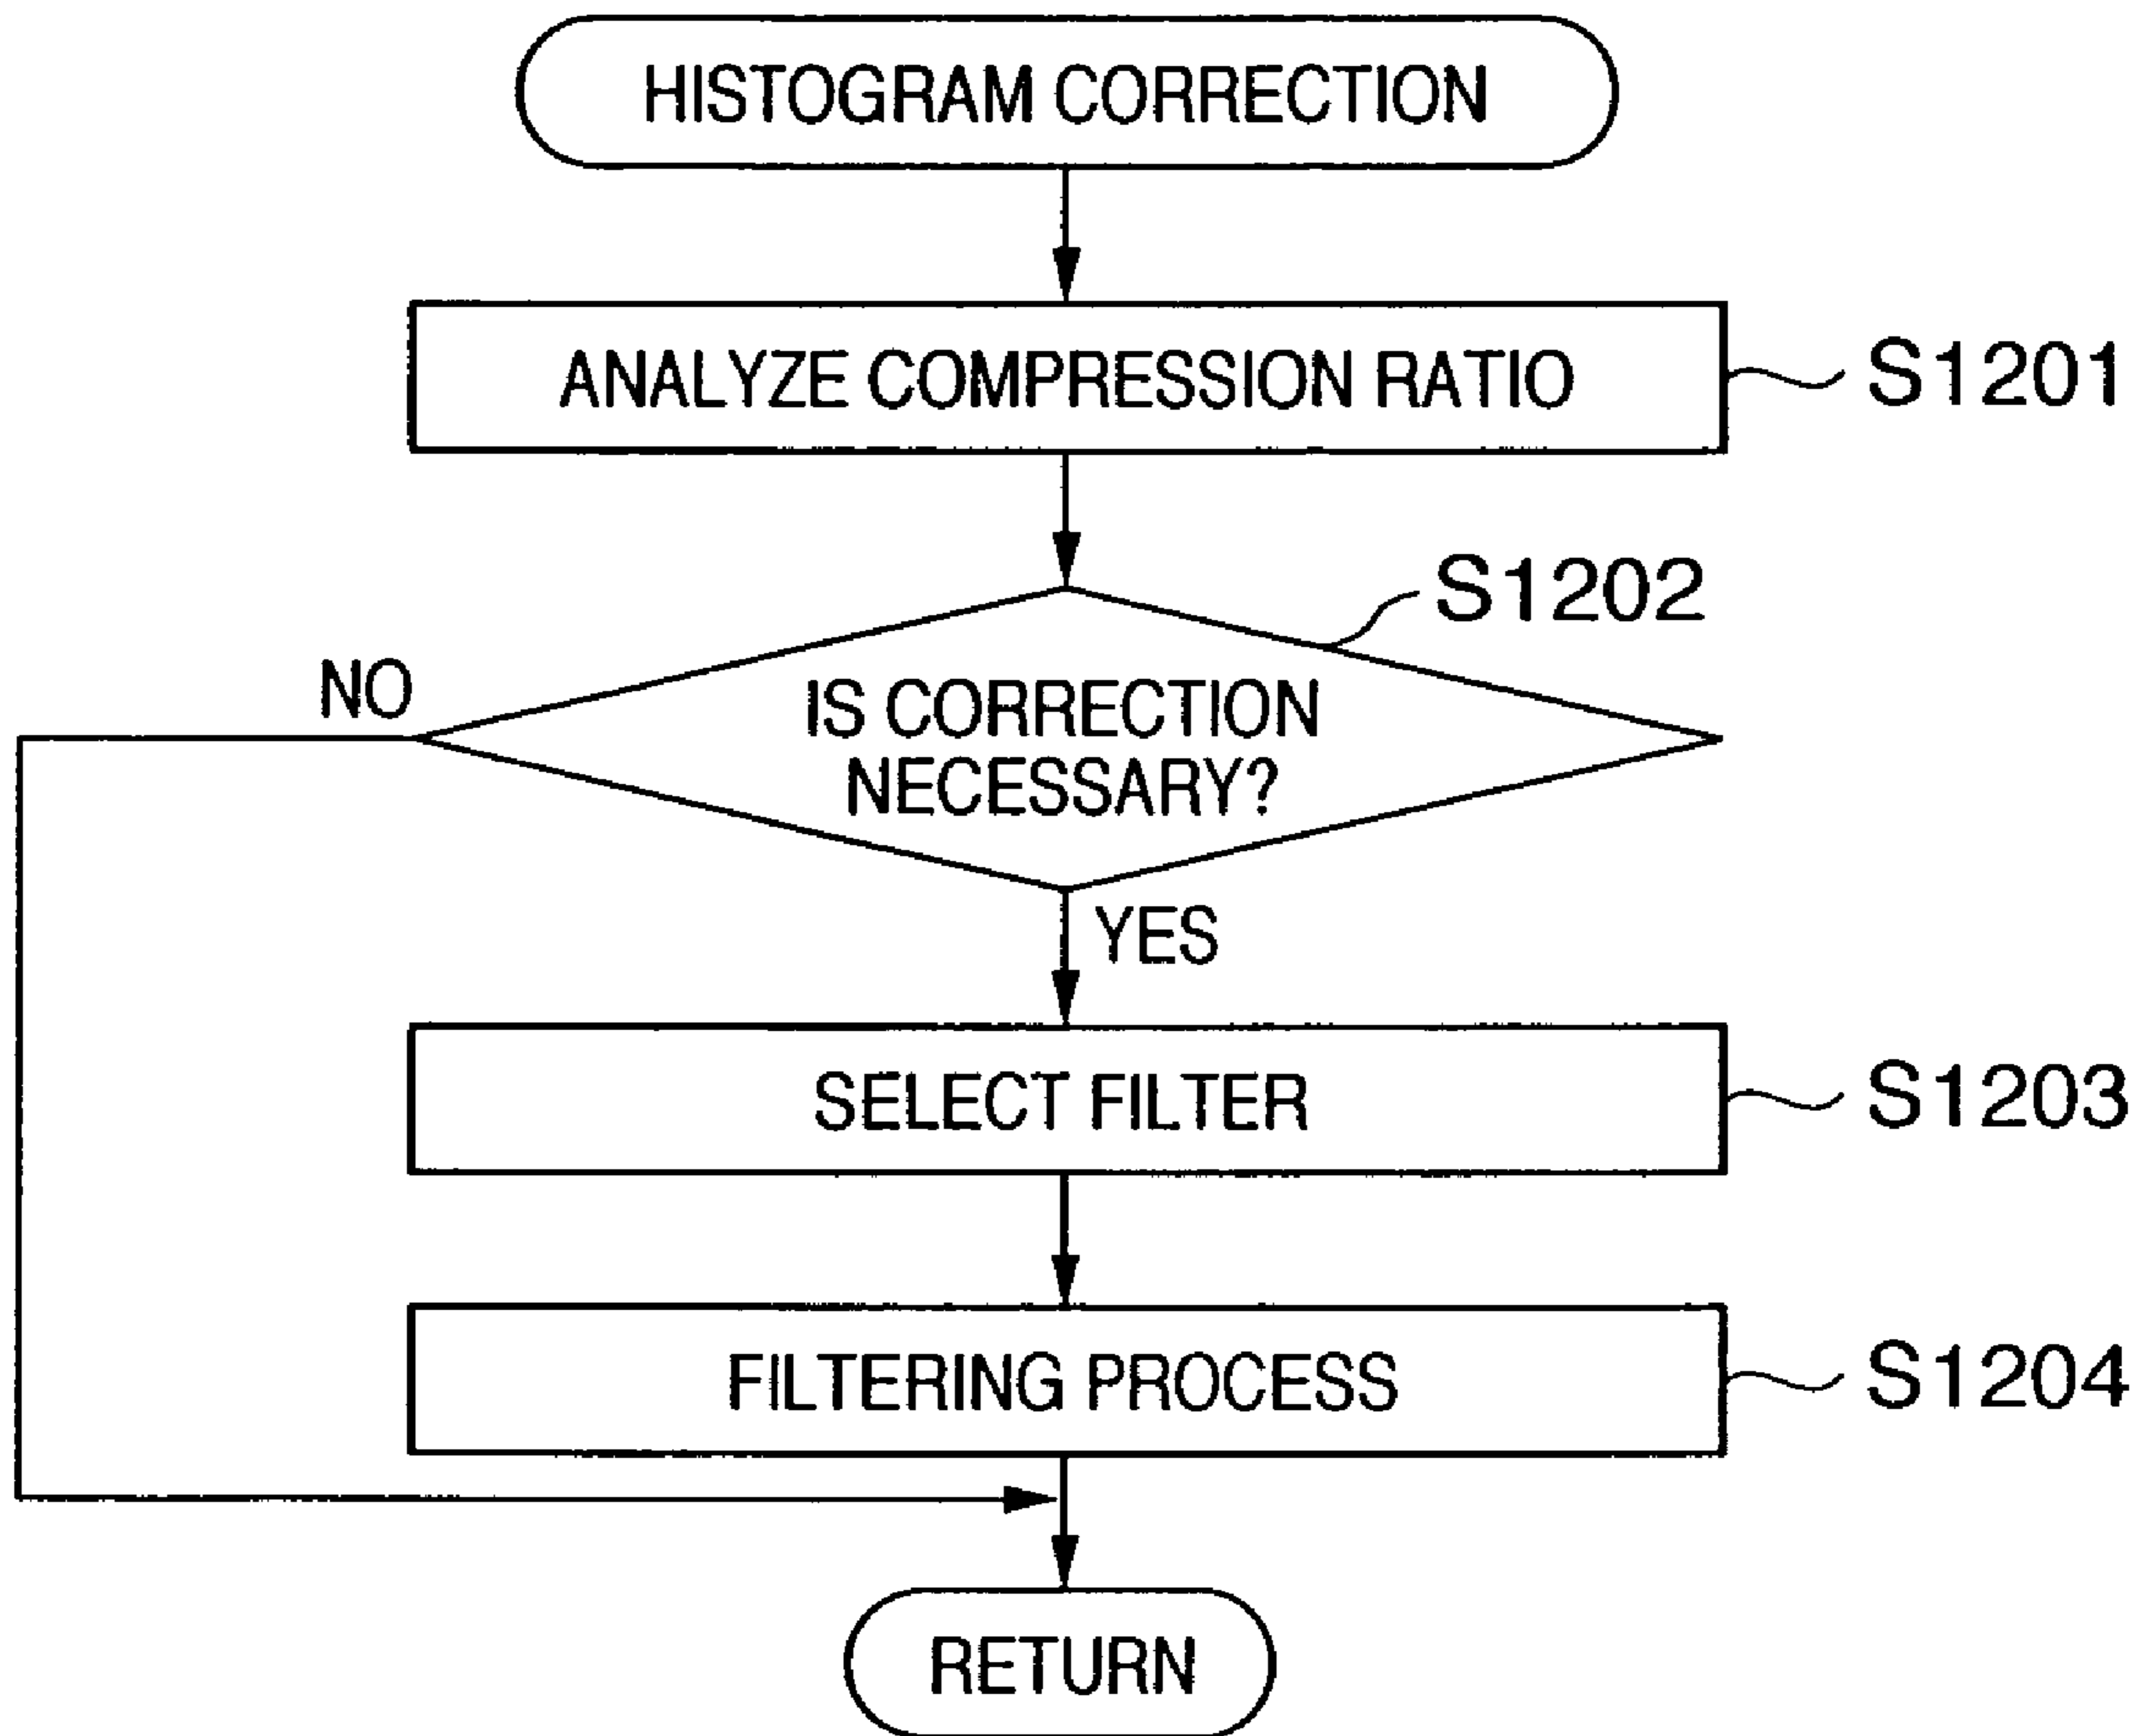 HISTOGRAM CORRECTION
ANALYZE COMPRESSION RATIO
S1201
S1202
NO
IS CORRECTION
NECESSARY?
YES
SELECT FILTER
S1203
FILTERING PROCESS
S1204
RETURN